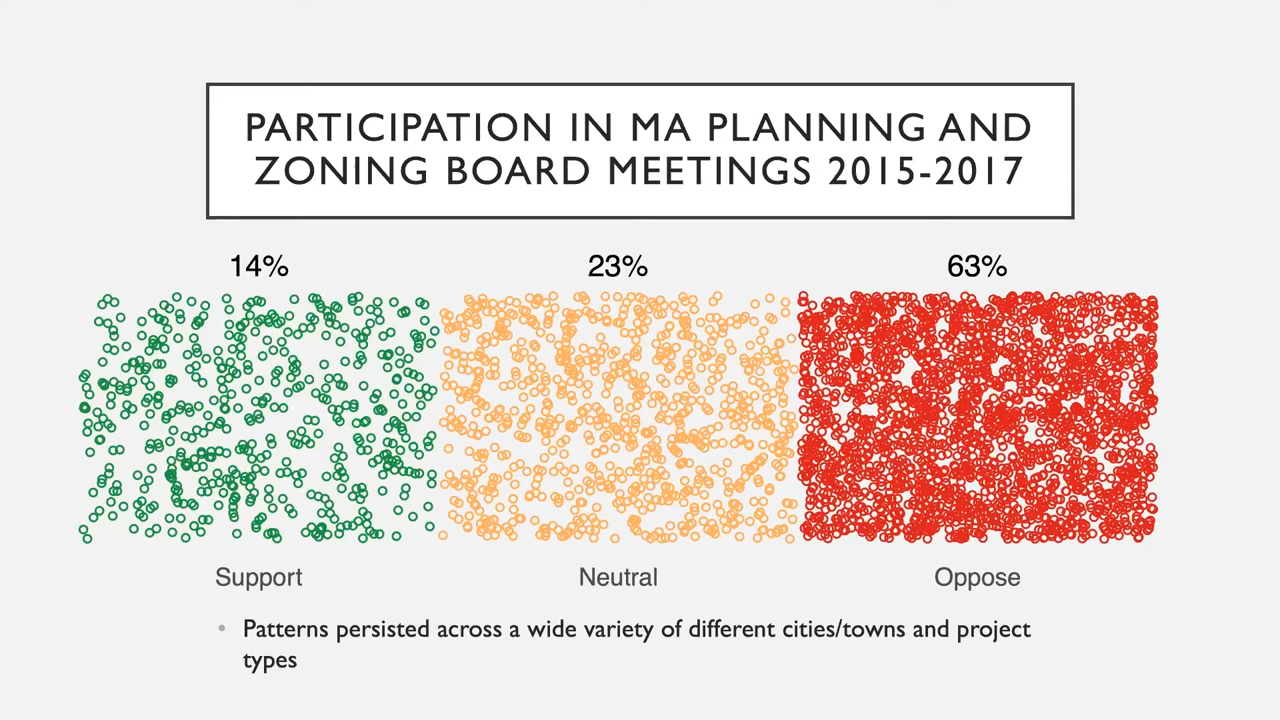 PARTICIPATION IN MA PLANNING AND
ZONING BOARD MEETINGS 2015-2017
14% 23% 63%
Support Neutral Oppose
• Patterns persisted across a wide variety of different cities/towns and project
types